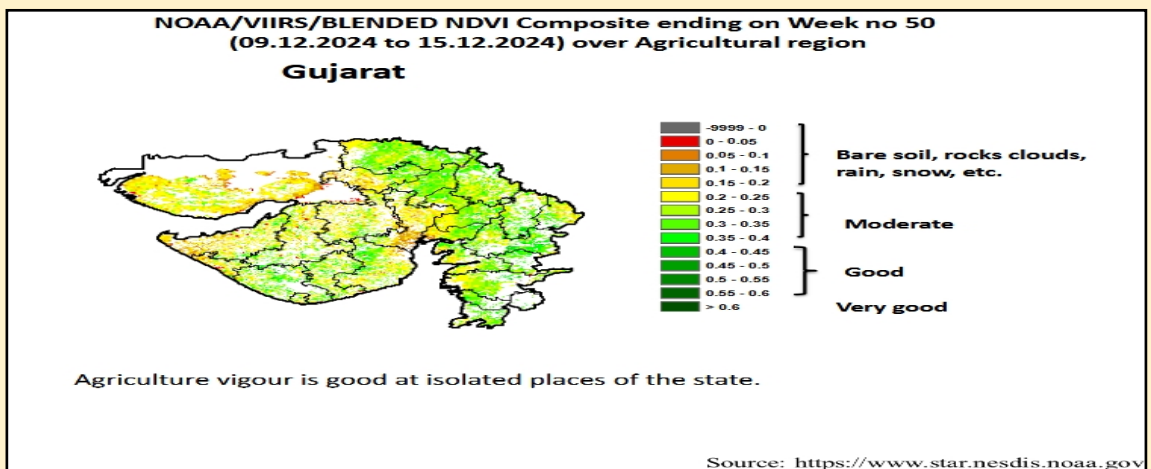 NOAA/VIIRS/BLENDED NDVI Composite ending on Week no 50
(09.12.2024 to 15.12.2024) over Agricultural region
Gujarat
-9999 - 0
0 - 0.05
0.05 - 0.1
0.1 - 0.15
0.15 - 0.2
0.2 - 0.25
0.25 - 0.3
0.3 - 0.35
0.35 - 0.4
0.4 - 0.45
0.45 - 0.5
0.5 - 0.55
0.55 - 0.6
> 0.6
Bare soil, rocks clouds,
rain, snow, etc.
Moderate
Good
Very good
Agriculture vigour is good at isolated places of the state.
Source: https://www.star.nesdis.noaa.gov